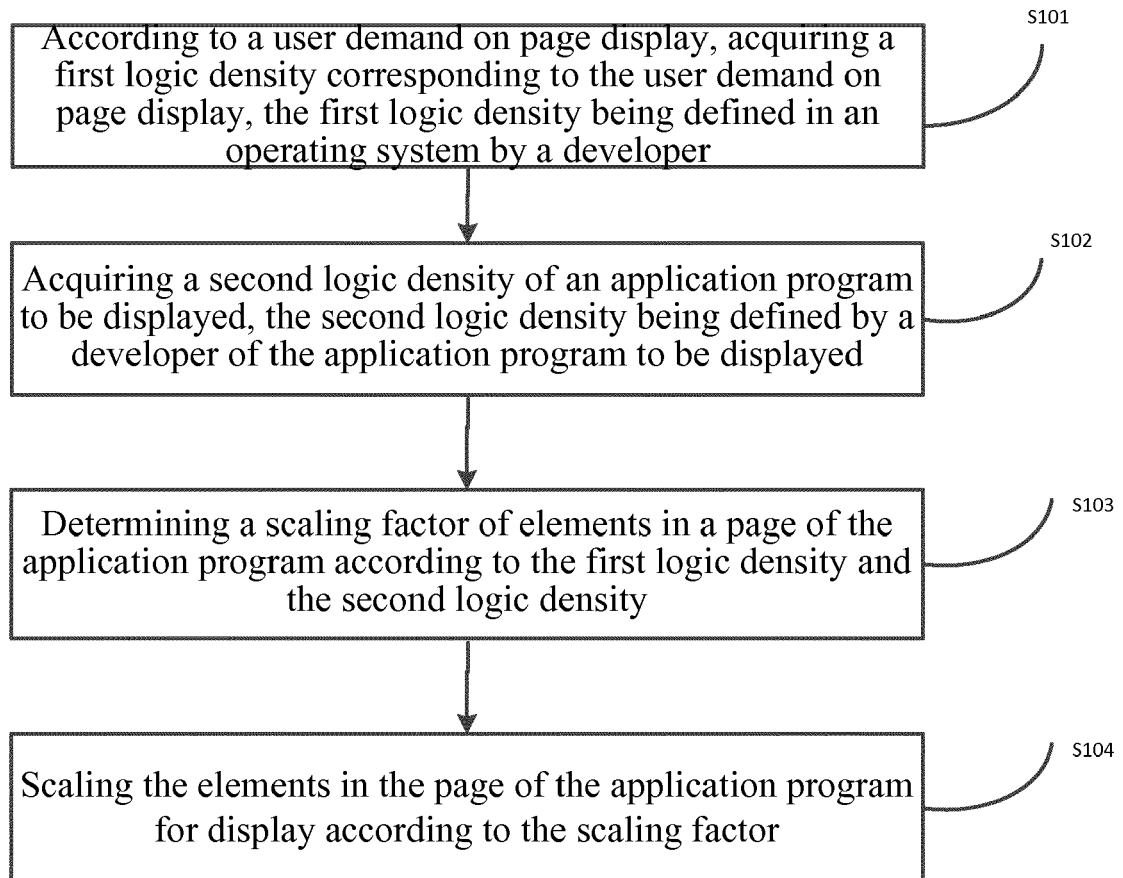 S101
According to a user demand on page display, acquiring a
first logic density corresponding to the user demand on
page display, the first logic density being defined in an
operating system by a developer
S102
Acquiring a second logic density of an application program
to be displayed, the second logic density being defined by a
developer of the application program to be displayed
S103
Determining a scaling factor of elements in a page of the
application program according to the first logic density and
the second logic density
S104
Scaling the elements in the page of the application program
for display according to the scaling factor